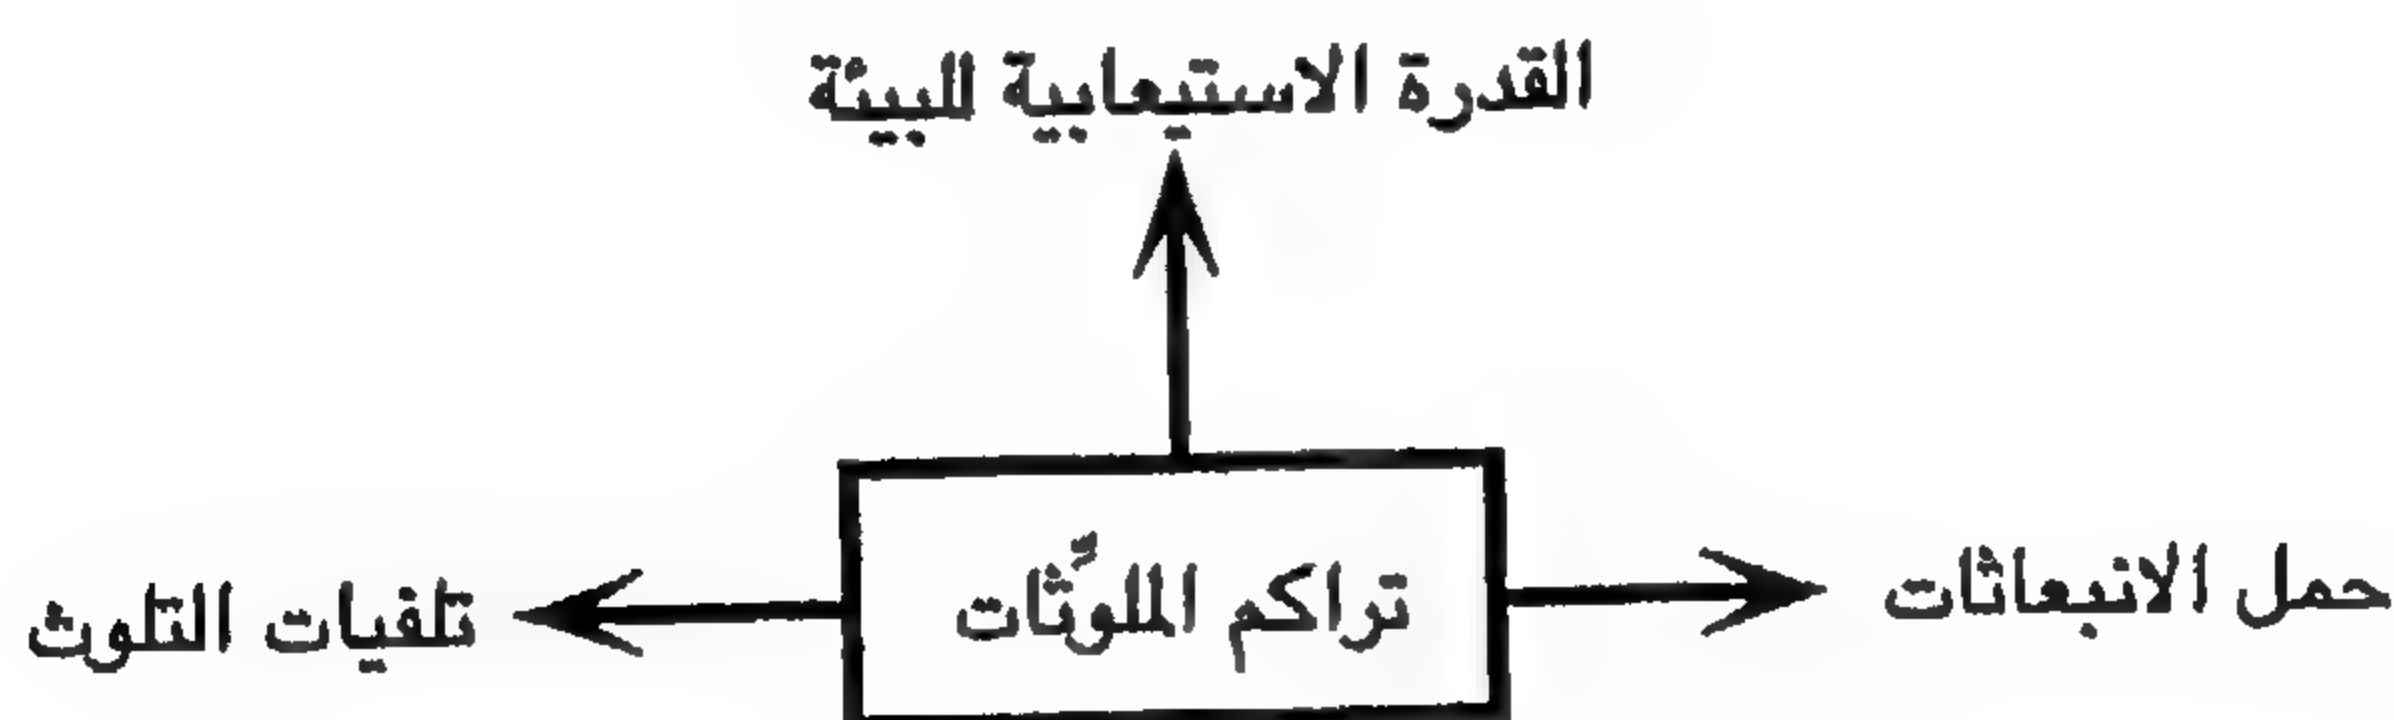 القدرة الاستيعابية للبيئة
حمل الانبعاثات
تراكم الملوِّثات
تلفيات التلوث